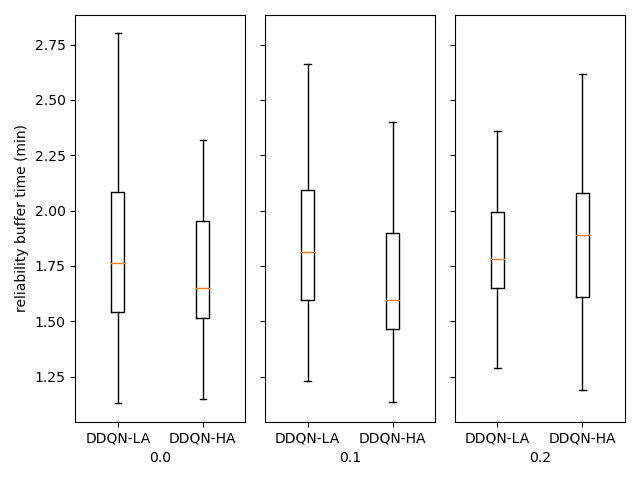 reliability buffer time (min)
2.75
2.50
2.25
2.00
1.75
1.50
1.25
DDQN-LA DDQN-HA
0.0
DDQN-LA DDQN-HA
0.1
DDQN-LA DDQN-HA
0.2